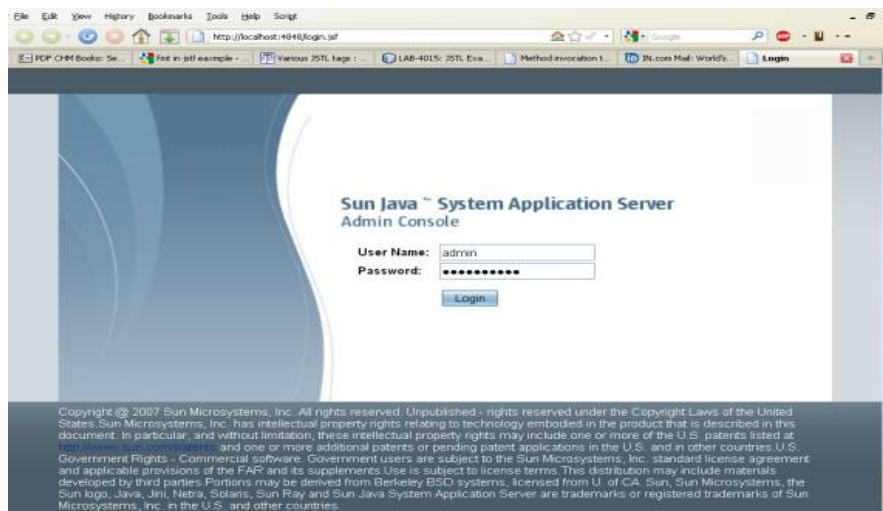 File Edit View History Bookmarks Tools Help Script
http://localhost:4848/login.jsf
Google
PDF CHM Books: Se... Fmt in jstl example - ... Various JSTL tags : ... LAB-4015: JSTL Exa... Method invocation t... IN.com Mail: World's... Login
Sun Java ™ System Application Server
Admin Console
User Name: admin
Password: ••••••••••
Login
Copyright @ 2007 Sun Microsystems, Inc. All rights reserved. Unpublished - rights reserved under the Copyright Laws of the United
States.Sun Microsystems, Inc. has intellectual property rights relating to technology embodied in the product that is described in this
document. In particular, and without limitation, these intellectual property rights may include one or more of the U.S. patents listed at
http://www.sun.com/patents and one or more additional patents or pending patent applications in the U.S. and in other countries.U.S.
Government Rights - Commercial software. Government users are subject to the Sun Microsystems, Inc. standard license agreement
and applicable provisions of the FAR and its supplements.Use is subject to license terms.This distribution may include materials
developed by third parties.Portions may be derived from Berkeley BSD systems, licensed from U. of CA. Sun, Sun Microsystems, the
Sun logo, Java, Jini, Netra, Solaris, Sun Ray and Sun Java System Application Server are trademarks or registered trademarks of Sun
Microsystems, Inc. in the U.S. and other countries.